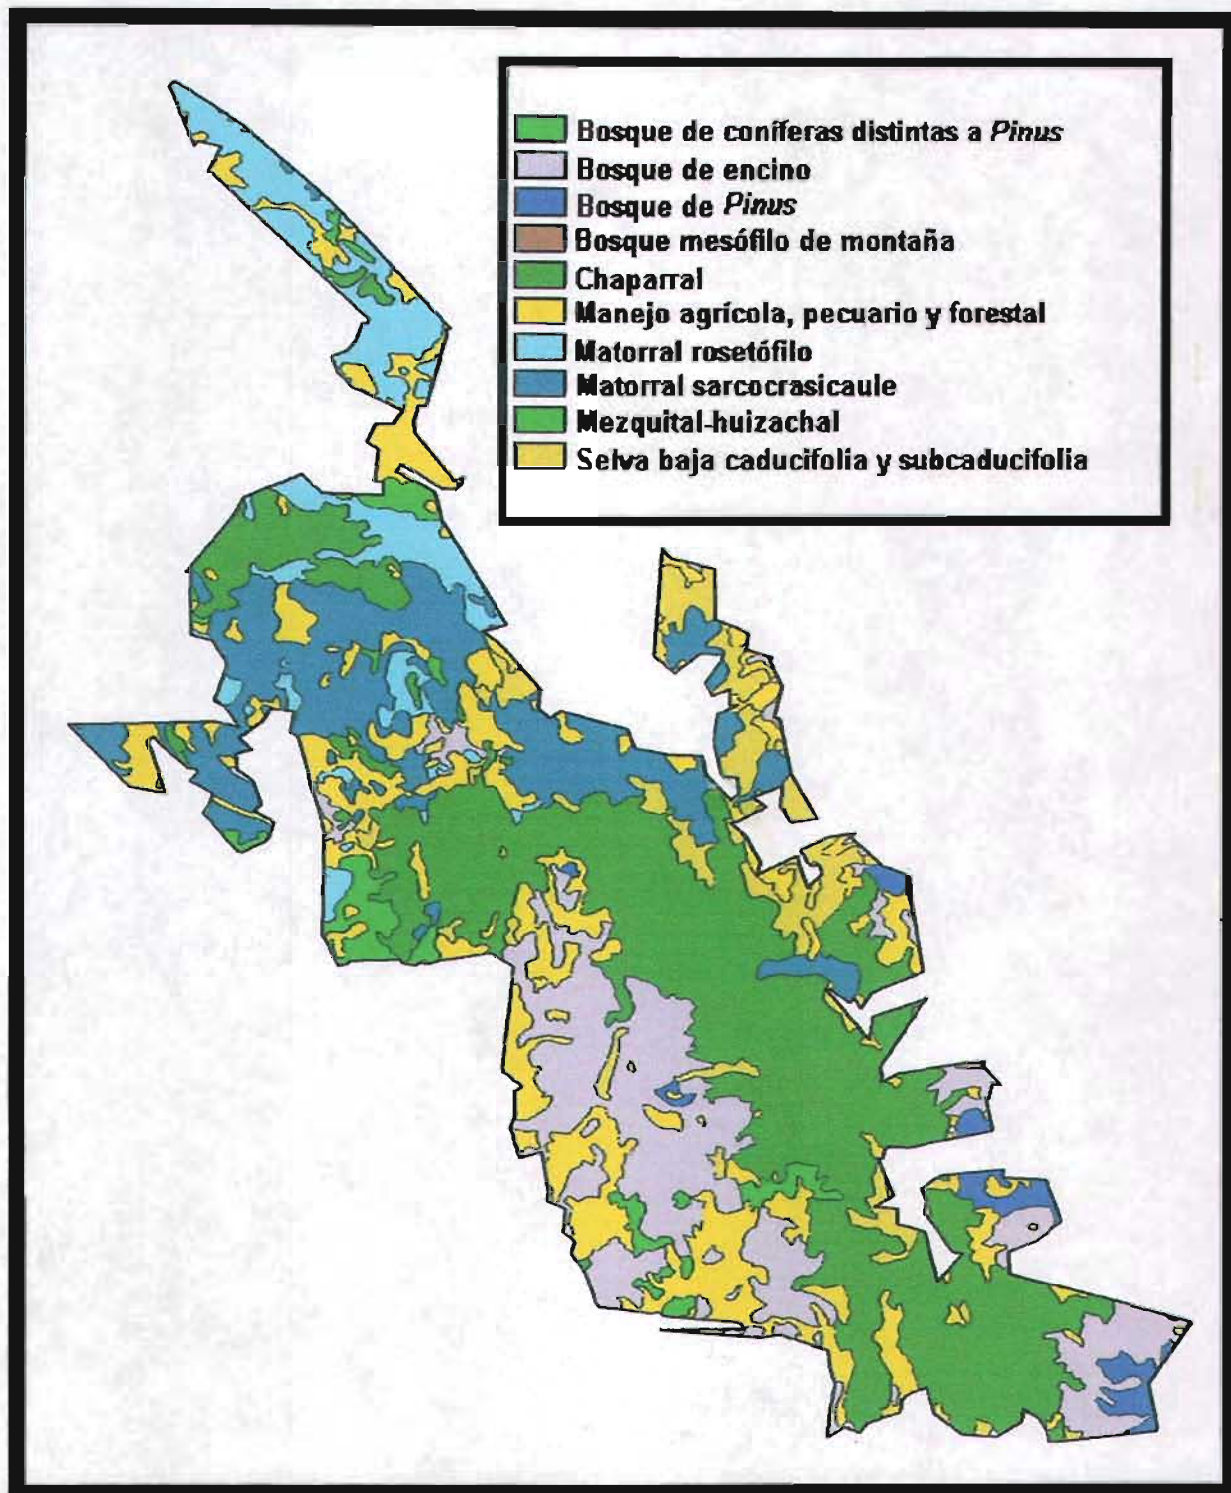 Bosque de coníferas distintas a Pinus
Bosque de encino
Bosque de Pinus
Bosque mesófilo de montaña
Chaparral
Manejo agrícola, pecuario y forestal
Matorral rosetófilo
Matorral sarcocrasicaule
Mezquital-huizachal
Selva baja caducifolia y subcaducifolia